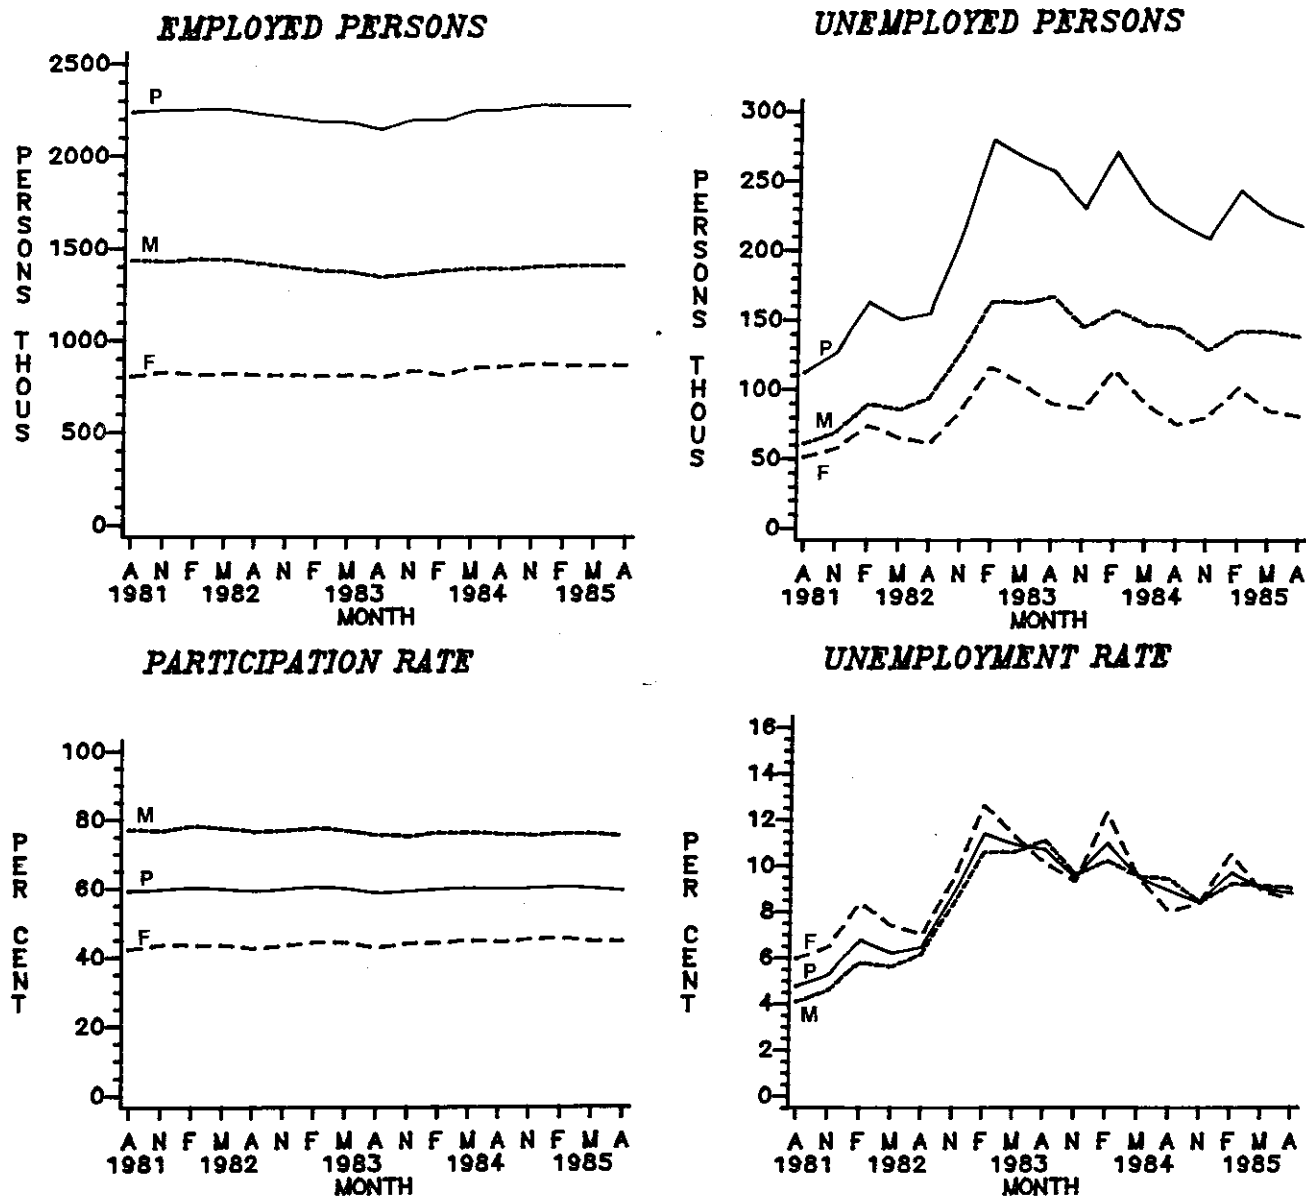 EMPLOYED PERSONS
PERSONS THOUS
2500
2000
1500
1000
500
0
P
M
F
A N F M A N F M A N F M A N F M A
1981 1982 1983 1984 1985
MONTH
UNEMPLOYED PERSONS
PERSONS THOUS
300
250
200
150
100
50
0
P
M
F
A N F M A N F M A N F M A N F M A
1981 1982 1983 1984 1985
MONTH
PARTICIPATION RATE
PER CENT
100
80
60
40
20
0
M
P
F
A N F M A N F M A N F M A N F M A
1981 1982 1983 1984 1985
MONTH
UNEMPLOYMENT RATE
PER CENT
16
14
12
10
8
6
4
2
0
F
P
M
A N F M A N F M A N F M A N F M A
1981 1982 1983 1984 1985
MONTH